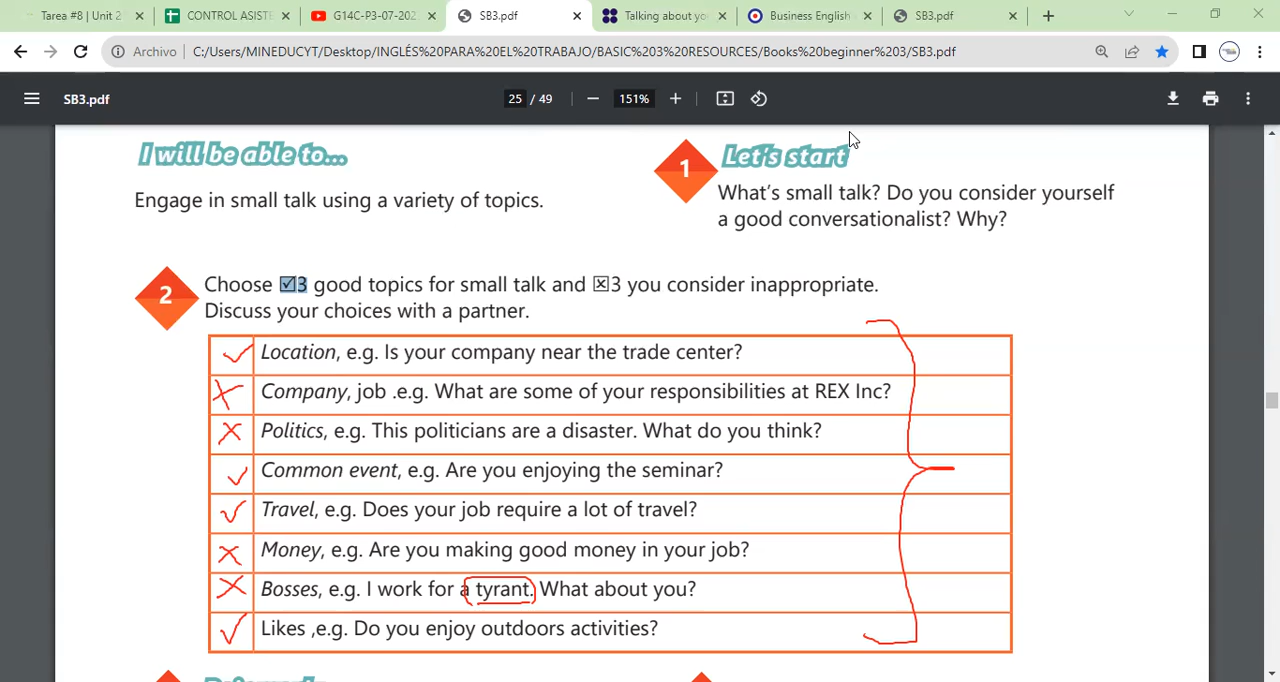 Tarea #8 | Unit 2
CONTROL ASISTE
G14C-P3-07-202
SB3.pdf
Talking about yo
Business English
SB3.pdf
Archivo
C:/Users/MINEDUCYT/Desktop/INGLÉS%20PARA%20EL%20TRABAJO/BASIC%203%20RESOURCES/Books%20beginner%203/SB3.pdf
SB3.pdf
25 / 49
151%
I will be able to...
Engage in small talk using a variety of topics.
1
Let's start
What's small talk? Do you consider yourself
a good conversationalist? Why?
2
Choose ☑3 good topics for small talk and ☒3 you consider inappropriate.
Discuss your choices with a partner.
Location, e.g. Is your company near the trade center?
Company, job .e.g. What are some of your responsibilities at REX Inc?
Politics, e.g. This politicians are a disaster. What do you think?
Common event, e.g. Are you enjoying the seminar?
Travel, e.g. Does your job require a lot of travel?
Money, e.g. Are you making good money in your job?
Bosses, e.g. I work for a tyrant. What about you?
Likes ,e.g. Do you enjoy outdoors activities?